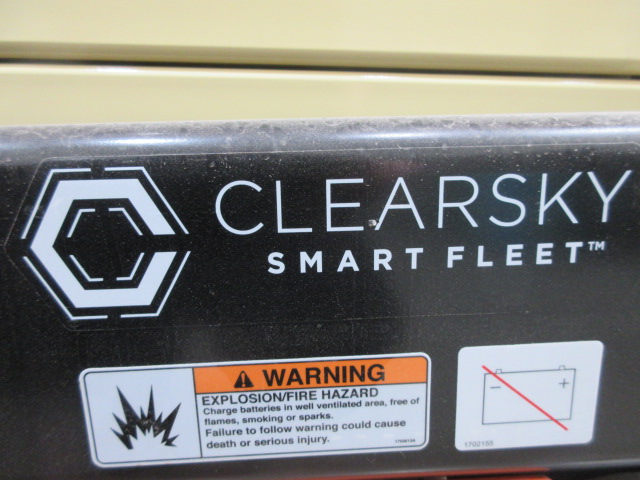 CLEARSKY
SMART FLEET™
WARNING
EXPLOSION/FIRE HAZARD
Charge batteries in well ventilated area, free of
flames, smoking or sparks.
Failure to follow warning could cause
death or serious injury.
1702155